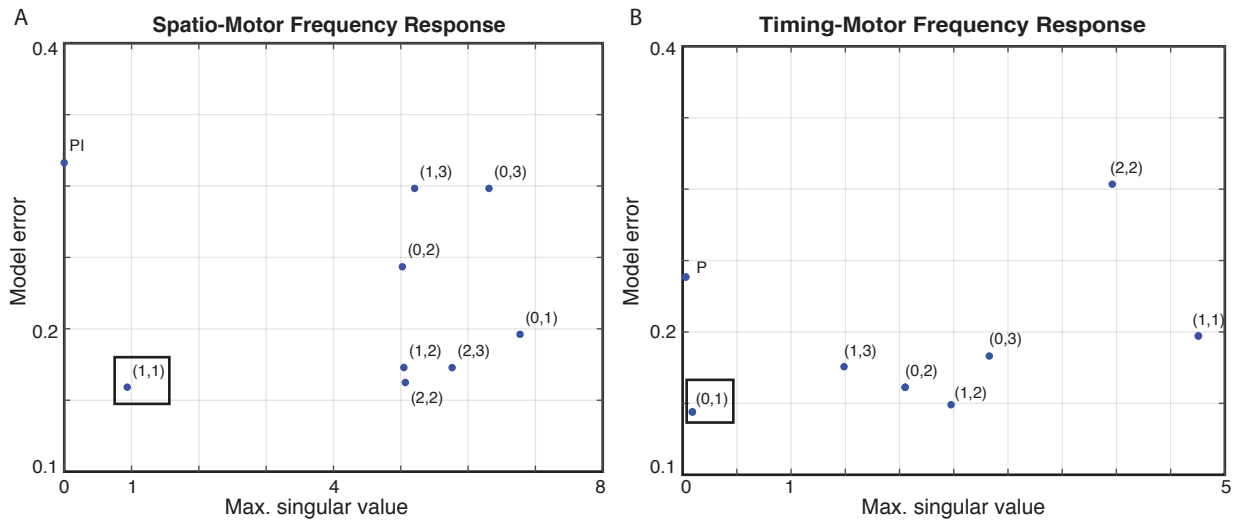 A
Spatio-Motor Frequency Response
0.4
PI
(1,3)
(0,3)
(0,2)
Model error
0.2
(0,1)
(1,2)
(2,3)
(1,1)
(2,2)
0.1
0
1
4
8
Max. singular value
B
Timing-Motor Frequency Response
0.4
(2,2)
P
Model error
0.2
(1,1)
(0,3)
(1,3)
(0,2)
(1,2)
(0,1)
0.1
0
1
5
Max. singular value